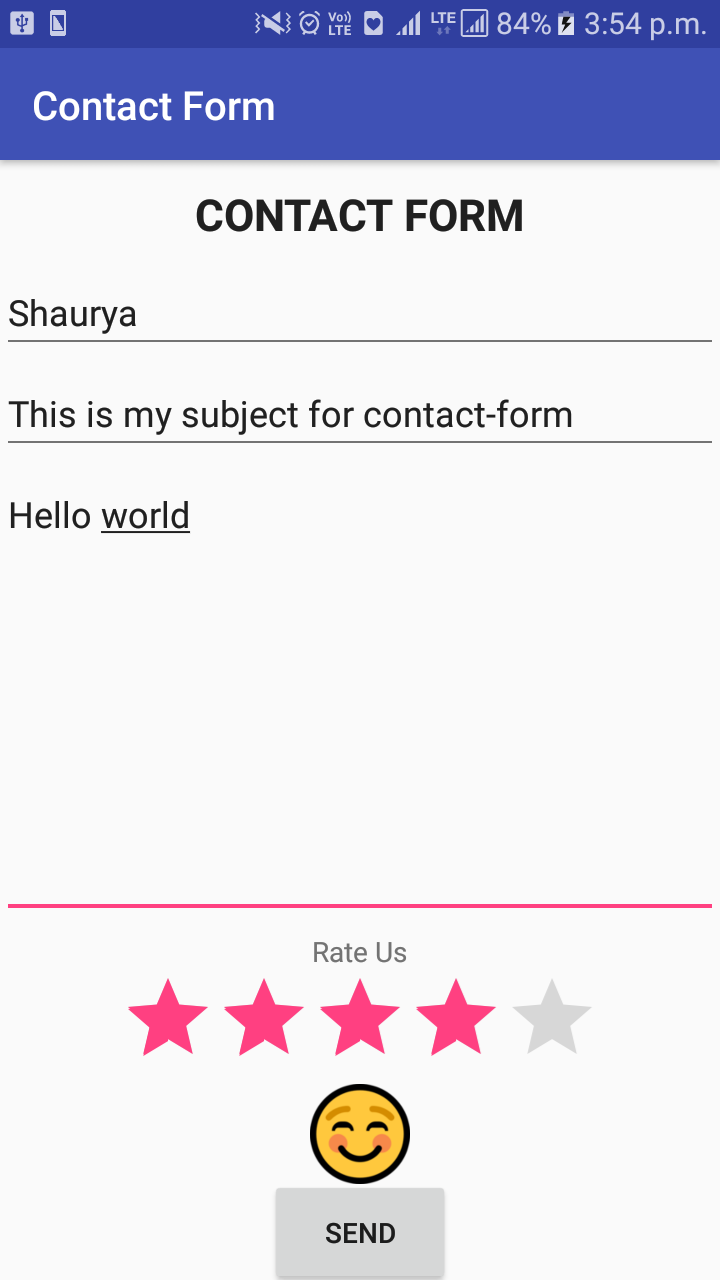 Vo)) LTE LTE 84% 3:54 p.m.
Contact Form
CONTACT FORM
Shaurya
This is my subject for contact-form
Hello world
Rate Us
SEND